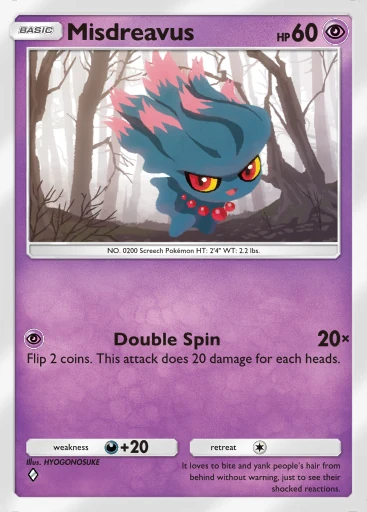 BASIC
Misdreavus
HP 60
NO. 0200 Screech Pokémon HT: 2'4" WT: 2.2 lbs.
Double Spin 20×
Flip 2 coins. This attack does 20 damage for each heads.
weakness +20 retreat
Illus. HYOGONOSUKE
It loves to bite and yank people's hair from
behind without warning, just to see their
shocked reactions.